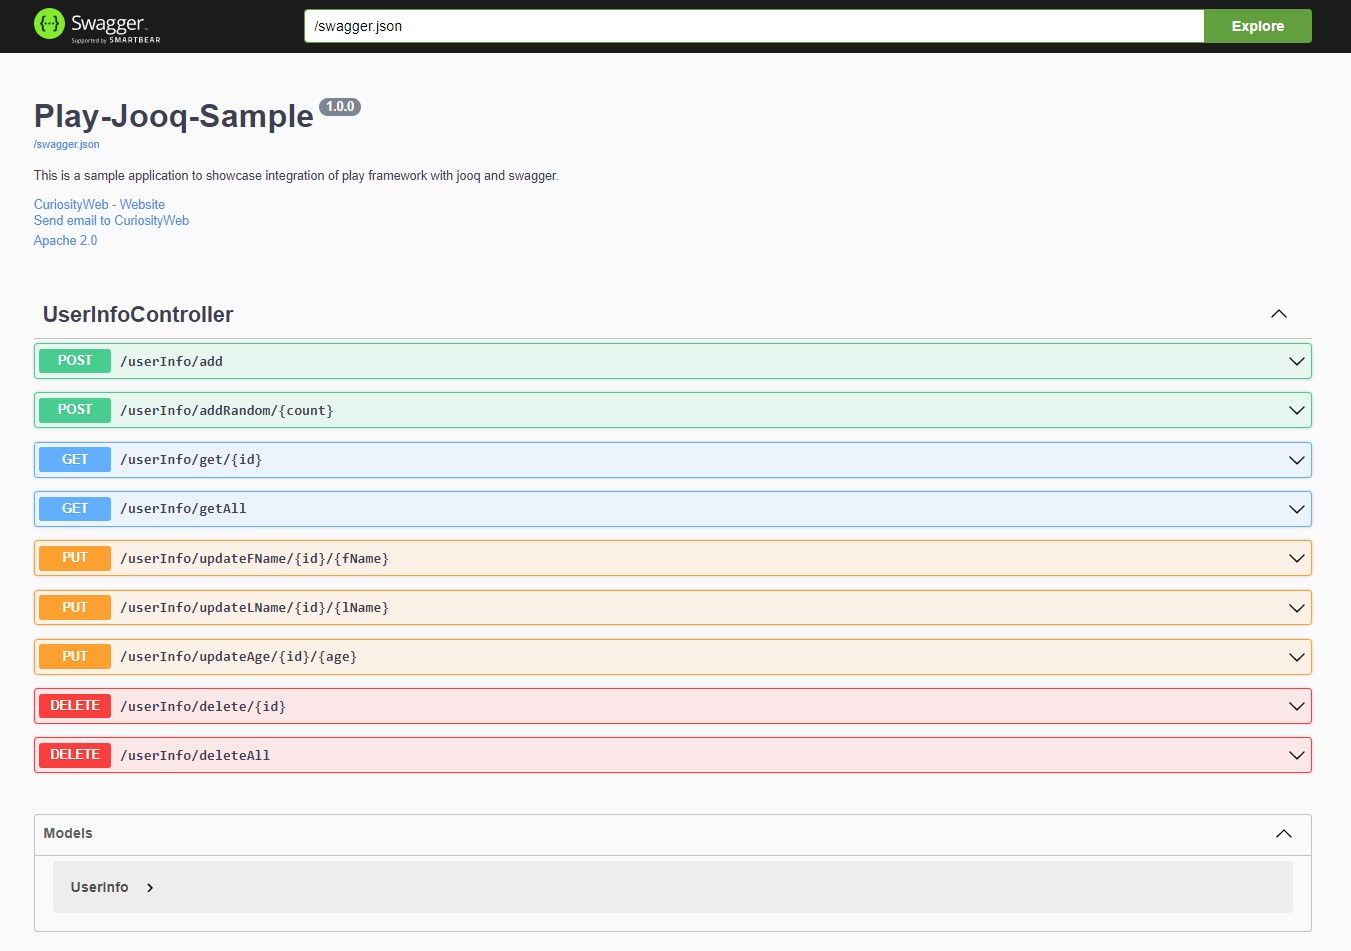 Swagger
Supported by SMARTBEAR
/swagger.json
Explore
Play-Jooq-Sample 1.0.0
/swagger.json
This is a sample application to showcase integration of play framework with jooq and swagger.
CuriosityWeb - Website
Send email to CuriosityWeb
Apache 2.0
UserInfoController
POST /userInfo/add
POST /userInfo/addRandom/{count}
GET /userInfo/get/{id}
GET /userInfo/getAll
PUT /userInfo/updateFName/{id}/{fName}
PUT /userInfo/updateLName/{id}/{lName}
PUT /userInfo/updateAge/{id}/{age}
DELETE /userInfo/delete/{id}
DELETE /userInfo/deleteAll
Models
UserInfo